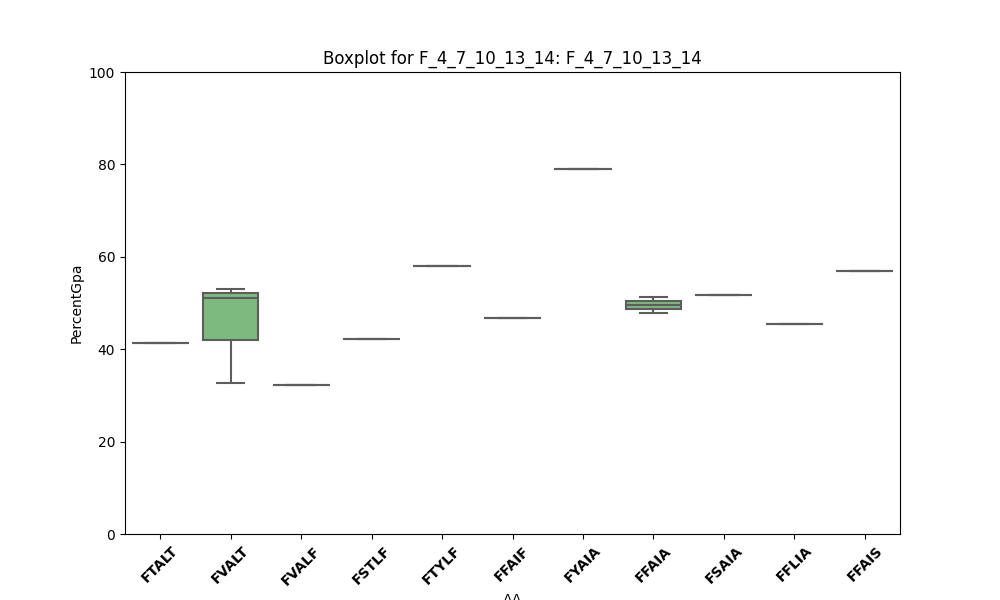 Boxplot for F_4_7_10_13_14: F_4_7_10_13_14
100
80
60
40
20
0
PercentGpa
FTALT
FVALT
FVALF
FSTLF
FTYLF
FFAIF
FYAIA
FFAIA
FSAIA
FFLIA
FFAIS
AA